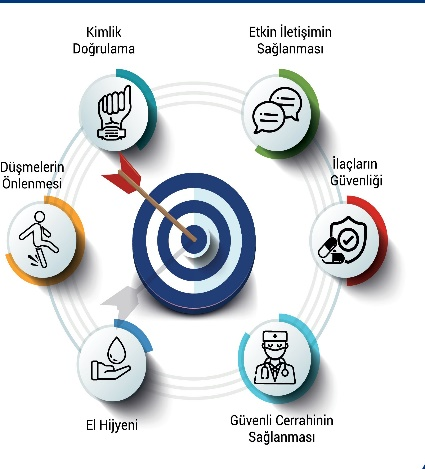 Kimlik
Doğrulama
Etkin İletişimin
Sağlanması
İlaçların
Güvenliği
Güvenli Cerrahinin
Sağlanması
El Hijyeni
Düşmelerin
Önlenmesi